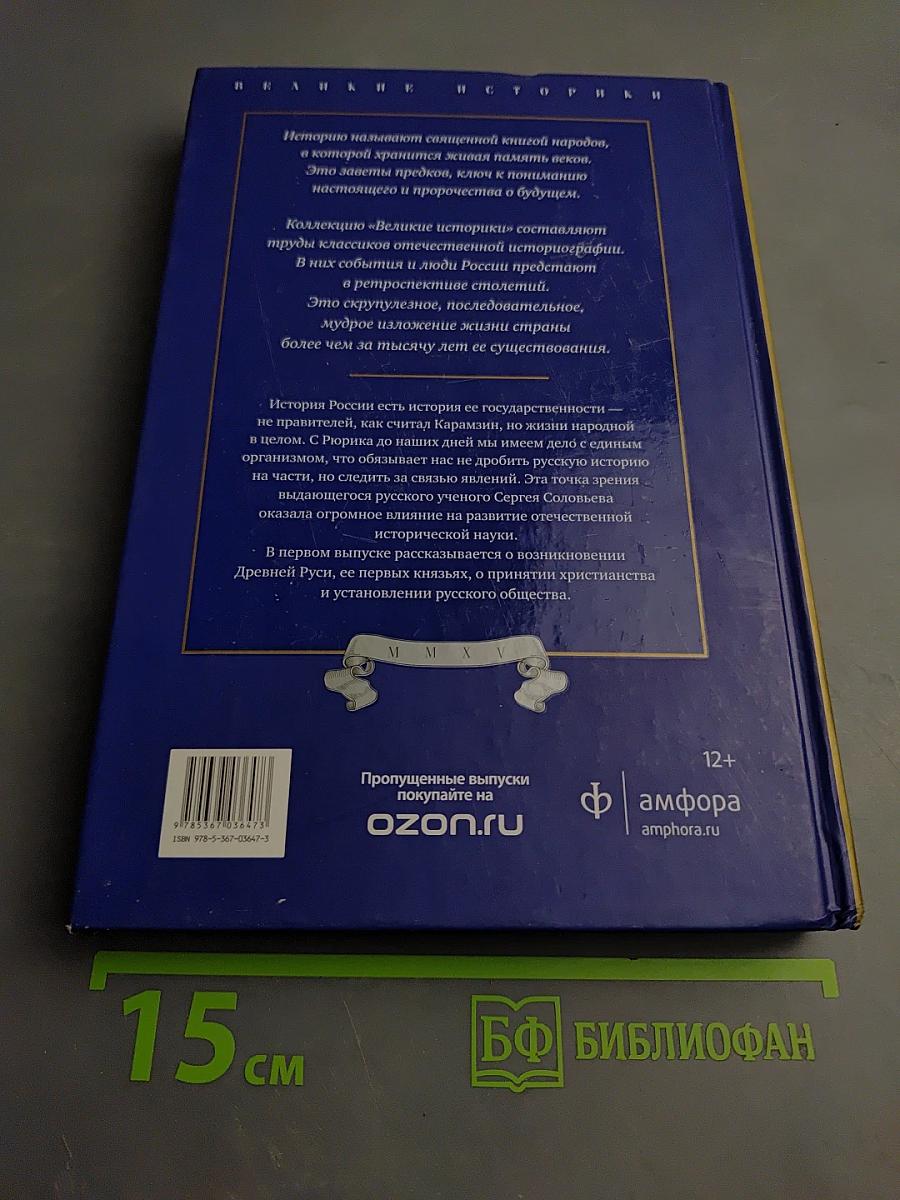 ВЕЛИКИЕ ИСТОРИКИ
Историю называют священной книгой народов,
в которой хранится живая память веков.
Это заветы предков, ключ к пониманию
настоящего и пророчества о будущем.
Коллекцию «Великие историки» составляют
труды классиков отечественной историографии.
В них события и люди России предстают
в ретроспективе столетий.
Это скрупулезное, последовательное,
мудрое изложение жизни страны
более чем за тысячу лет ее существования.
История России есть история ее государственности —
не правителей, как считал Карамзин, но жизни народной
в целом. С Рюрика до наших дней мы имеем дело с единым
организмом, что обязывает нас не дробить русскую историю
на части, но следить за связью явлений. Эта точка зрения
выдающегося русского ученого Сергея Соловьева
оказала огромное влияние на развитие отечественной
исторической науки.
В первом выпуске рассказывается о возникновении
Древней Руси, ее первых князьях, о принятии христианства
и установлении русского общества.
MMXV
12+
Пропущенные выпуски
покупайте на
OZON.ru
амфора
amphora.ru
9 785367 036473
ISBN 978-5-367-03647-3
15 см
БФ БИБЛИОФАН